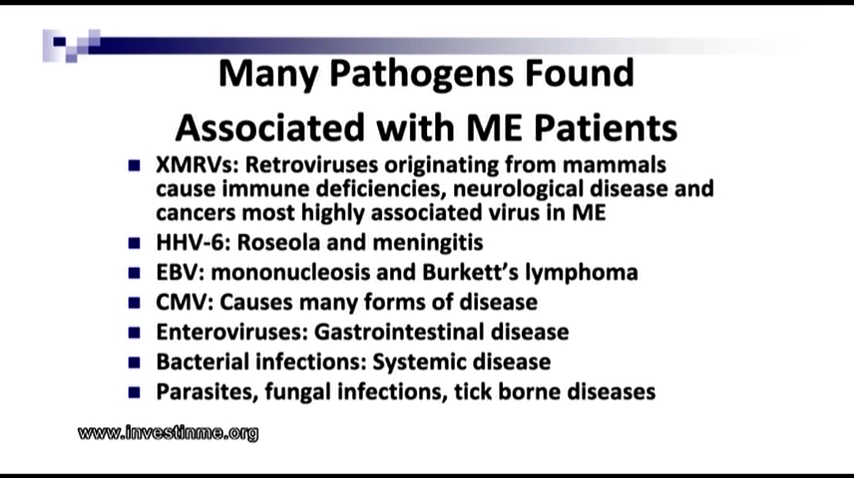 Many Pathogens Found
Associated with ME Patients
XMRVs: Retroviruses originating from mammals
cause immune deficiencies, neurological disease and
cancers most highly associated virus in ME
HHV-6: Roseola and meningitis
EBV: mononucleosis and Burkett's lymphoma
CMV: Causes many forms of disease
Enteroviruses: Gastrointestinal disease
Bacterial infections: Systemic disease
Parasites, fungal infections, tick borne diseases
www.investinme.org